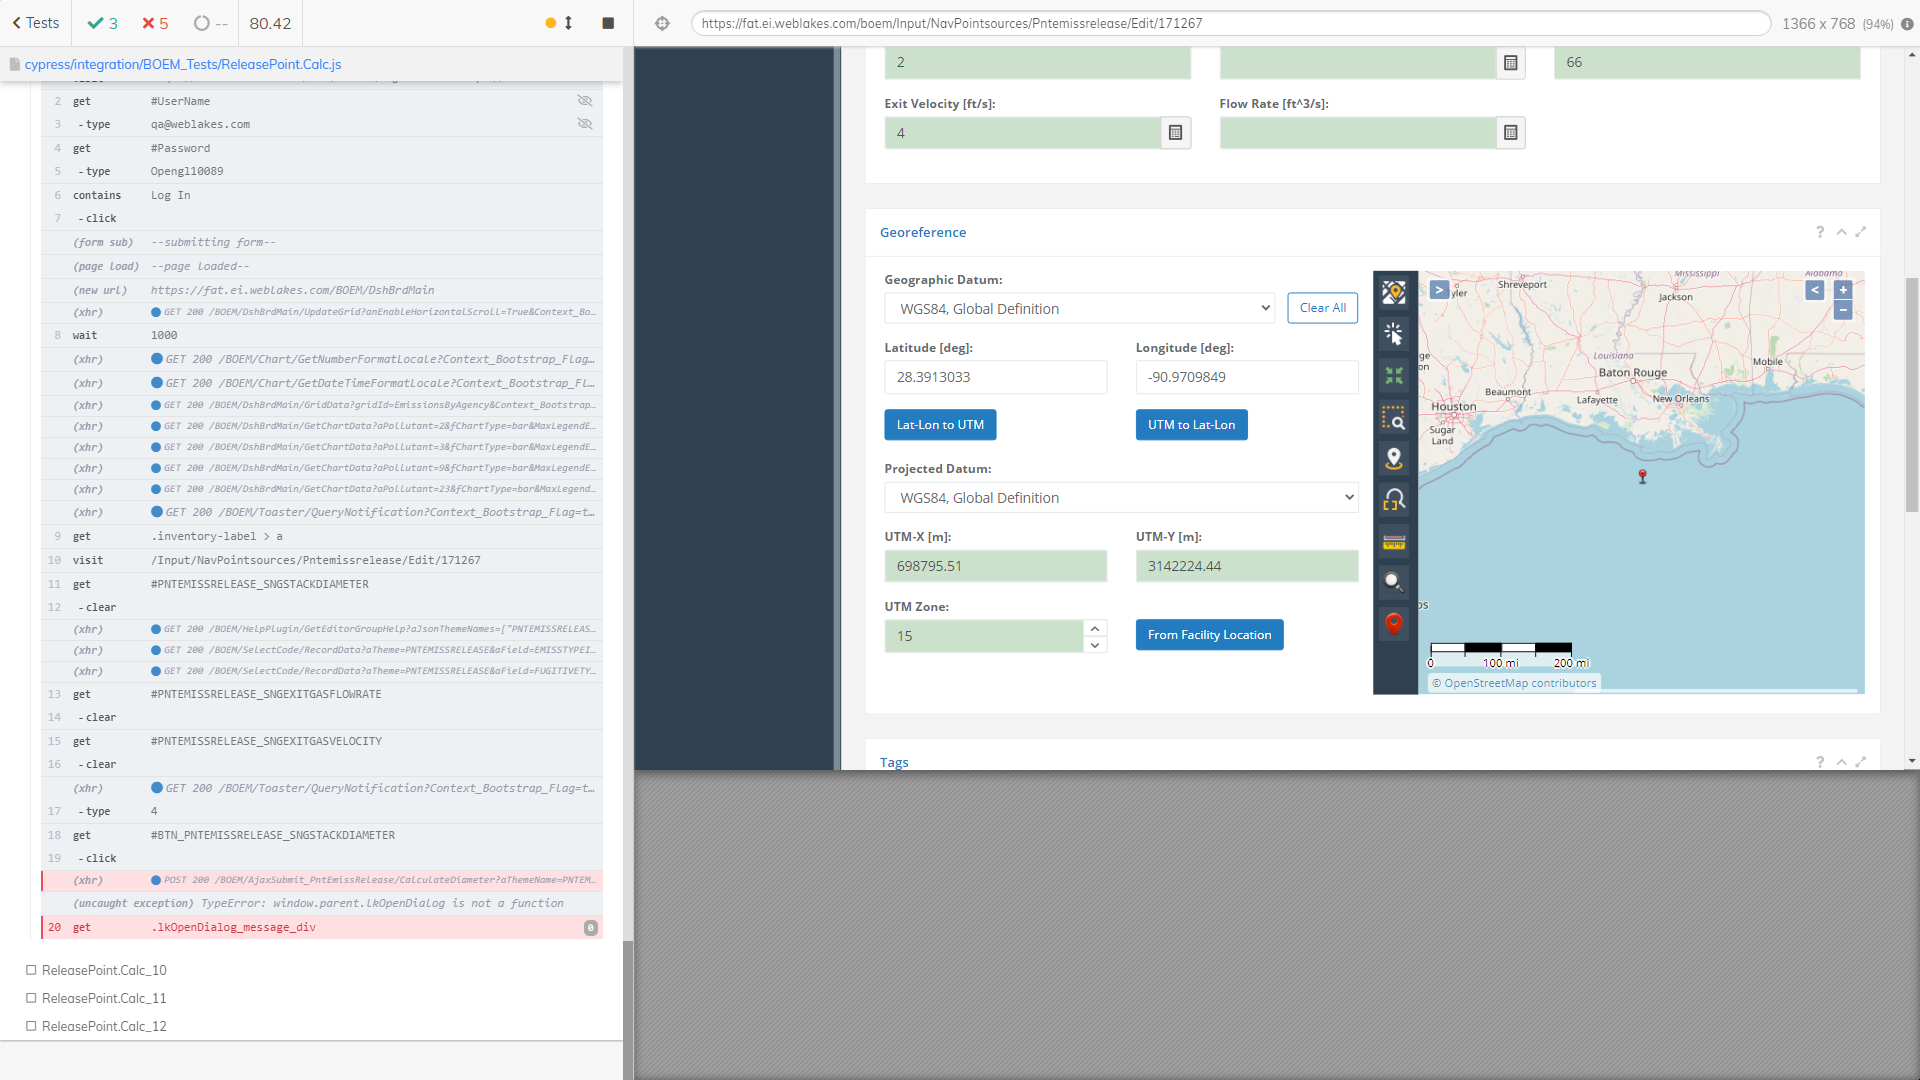 Tests
3
5
--
80.42
https://fat.ei.weblakes.com/boem/Input/NavPointsources/Pntemissrelease/Edit/171267
1366 x 768 (94%)
cypress/integration/BOEM_Tests/ReleasePoint.Calc.js
2 get #UserName
3 -type qa@weblakes.com
4 get #Password
5 -type Opengl10089
6 contains Log In
7 -click
(form sub) --submitting form--
(page load) --page loaded--
(new url) https://fat.ei.weblakes.com/BOEM/DshBrdMain
(xhr) GET 200 /BOEM/DshBrdMain/UpdateGrid?anEnableHorizontalScroll=True&Context_Bo...
8 wait 1000
(xhr) GET 200 /BOEM/Chart/GetNumberFormatLocale?Context_Bootstrap_Flag...
(xhr) GET 200 /BOEM/Chart/GetDateTimeFormatLocale?Context_Bootstrap_Fl...
(xhr) GET 200 /BOEM/DshBrdMain/GridData?gridId=EmissionsByAgency&Context_Bootstrap...
(xhr) GET 200 /BOEM/DshBrdMain/GetChartData?aPollutant=2&fChartType=bar&MaxLegendE...
(xhr) GET 200 /BOEM/DshBrdMain/GetChartData?aPollutant=3&fChartType=bar&MaxLegendE...
(xhr) GET 200 /BOEM/DshBrdMain/GetChartData?aPollutant=9&fChartType=bar&MaxLegendE...
(xhr) GET 200 /BOEM/DshBrdMain/GetChartData?aPollutant=23&fChartType=bar&MaxLegend...
(xhr) GET 200 /BOEM/Toaster/QueryNotification?Context_Bootstrap_Flag=t...
9 get .inventory-label > a
10 visit /Input/NavPointsources/Pntemissrelease/Edit/171267
11 get #PNTEMISSRELEASE_SNGSTACKDIAMETER
12 -clear
(xhr) GET 200 /BOEM/HelpPlugin/GetEditorGroupHelp?aJsonThemeNames=["PNTEMISSRELEAS...
(xhr) GET 200 /BOEM/SelectCode/RecordData?aTheme=PNTEMISSRELEASE&aField=EMISSTYPEI...
(xhr) GET 200 /BOEM/SelectCode/RecordData?aTheme=PNTEMISSRELEASE&aField=FUGITIVETY...
13 get #PNTEMISSRELEASE_SNGEXITGASFLOWRATE
14 -clear
15 get #PNTEMISSRELEASE_SNGEXITGASVELOCITY
16 -clear
(xhr) GET 200 /BOEM/Toaster/QueryNotification?Context_Bootstrap_Flag=t...
17 -type 4
18 get #BTN_PNTEMISSRELEASE_SNGSTACKDIAMETER
19 -click
(xhr) POST 200 /BOEM/AjaxSubmit_PntEmissRelease/CalculateDiameter?aThemeName=PNTEM...
(uncaught exception) TypeError: window.parent.lkOpenDialog is not a function
20 get .lkOpenDialog_message_div 0
ReleasePoint.Calc_10
ReleasePoint.Calc_11
ReleasePoint.Calc_12
2
66
Exit Velocity [ft/s]:
Flow Rate [ft^3/s]:
4
Georeference
?
Geographic Datum:
WGS84, Global Definition
Clear All
Latitude [deg]:
Longitude [deg]:
28.3913033
-90.9709849
Lat-Lon to UTM
UTM to Lat-Lon
Projected Datum:
WGS84, Global Definition
UTM-X [m]:
UTM-Y [m]:
698795.51
3142224.44
UTM Zone:
15
From Facility Location
>
<
+
−
yler
Shreveport
Mississippi
Alabama
Jackson
Louisiana
Mobile
Baton Rouge
Beaumont
New Orleans
Lafayette
Houston
Sugar
Land
0
100 mi
200 mi
© OpenStreetMap contributors
Tags
?